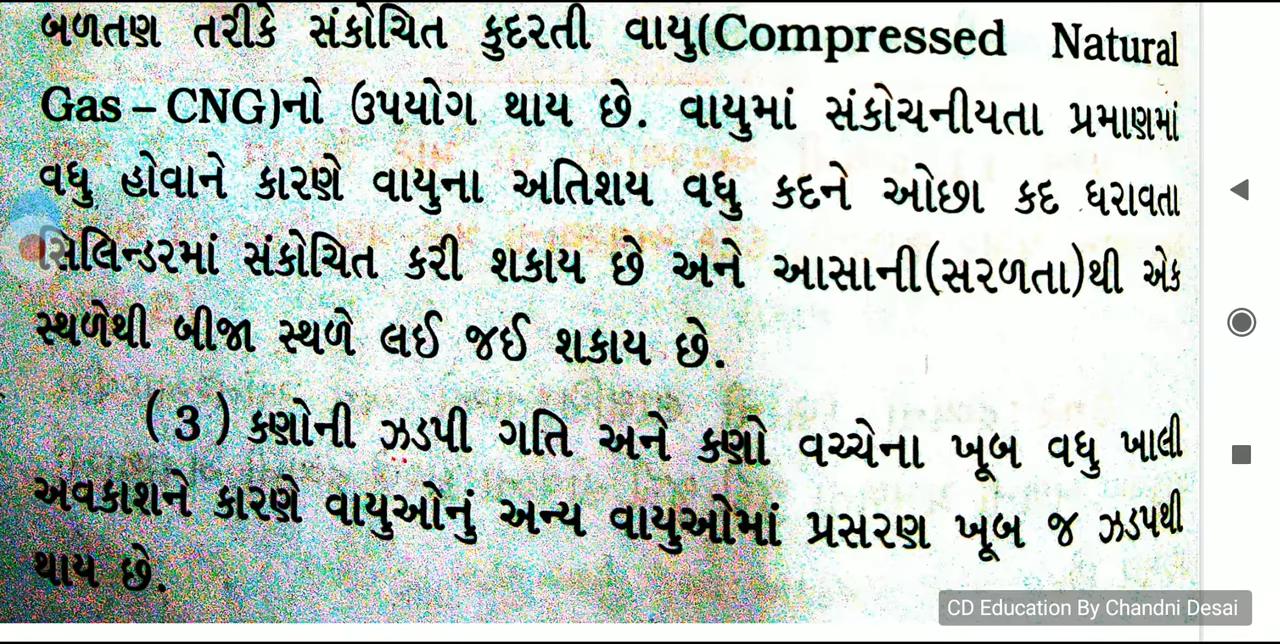 બળતણ તરીકે સંકોચિત કુદરતી વાયુ(Compressed Natural
Gas – CNG)નો ઉપયોગ થાય છે. વાયુમાં સંકોચનીયતા પ્રમાણમાં
વધુ હોવાને કારણે વાયુના અતિશય વધુ કદને ઓછા કદ ધરાવતા
સિલિન્ડરમાં સંકોચિત કરી શકાય છે અને આસાની(સરળતા)થી એક
સ્થળેથી બીજા સ્થળે લઈ જઈ શકાય છે.
(3) કણોની ઝડપી ગતિ અને કણો વચ્ચેના ખૂબ વધુ ખાલી
અવકાશને કારણે વાયુઓનું અન્ય વાયુઓમાં પ્રસરણ ખૂબ જ ઝડપથી
થાય છે.
CD Education By Chandni Desai